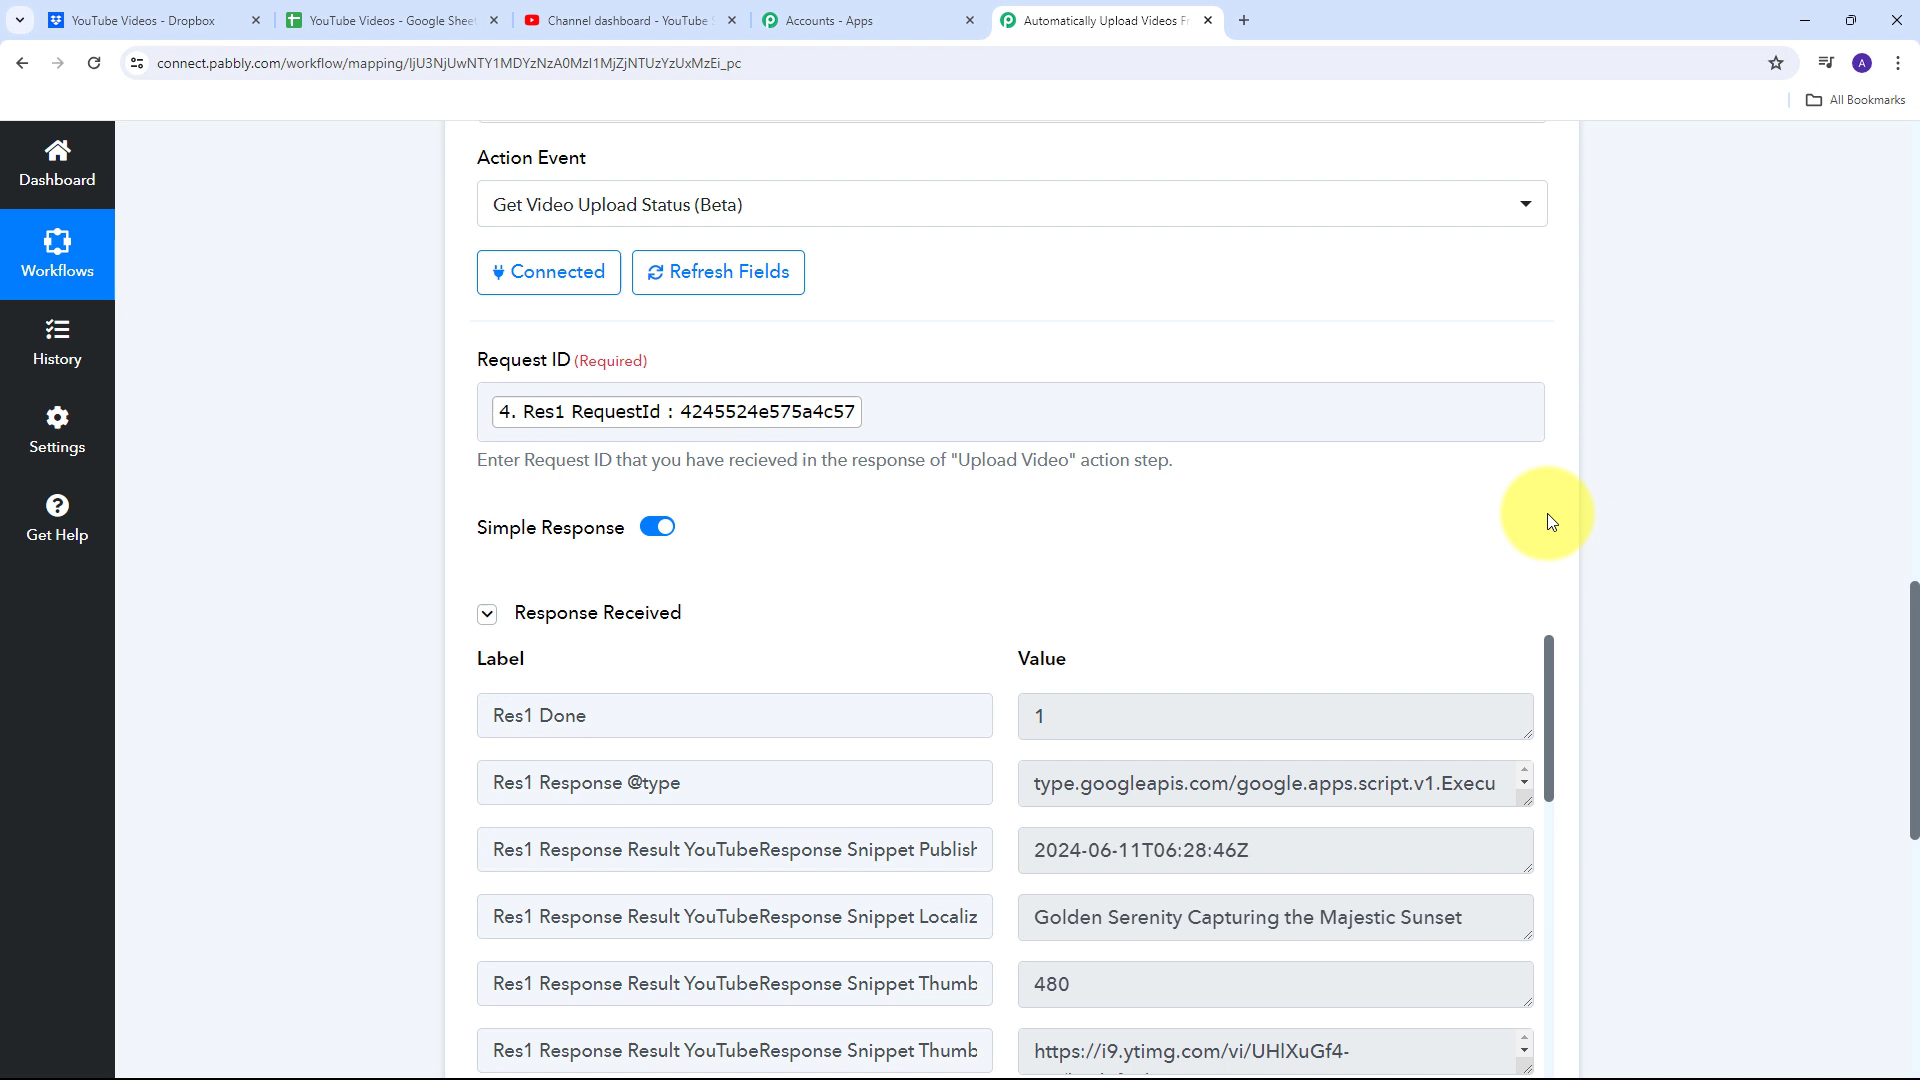 YouTube Videos - Dropbox
YouTube Videos - Google Sheet
Channel dashboard - YouTube S
Accounts - Apps
Automatically Upload Videos Fr
connect.pabbly.com/workflow/mapping/IjU3NjUwNTY1MDYzNzA0MzI1MjZjNTUzYzUxMzEi_pc
A
All Bookmarks
Dashboard
Workflows
History
Settings
Get Help
Action Event
Get Video Upload Status (Beta)
Connected
Refresh Fields
Request ID (Required)
4. Res1 RequestId : 4245524e575a4c57
Enter Request ID that you have recieved in the response of "Upload Video" action step.
Simple Response
Response Received
Label
Value
Res1 Done
1
Res1 Response @type
type.googleapis.com/google.apps.script.v1.Execu
Res1 Response Result YouTubeResponse Snippet Publish
2024-06-11T06:28:46Z
Res1 Response Result YouTubeResponse Snippet Localiz
Golden Serenity Capturing the Majestic Sunset
Res1 Response Result YouTubeResponse Snippet Thumb
480
Res1 Response Result YouTubeResponse Snippet Thumb
https://i9.ytimg.com/vi/UHlXuGf4-